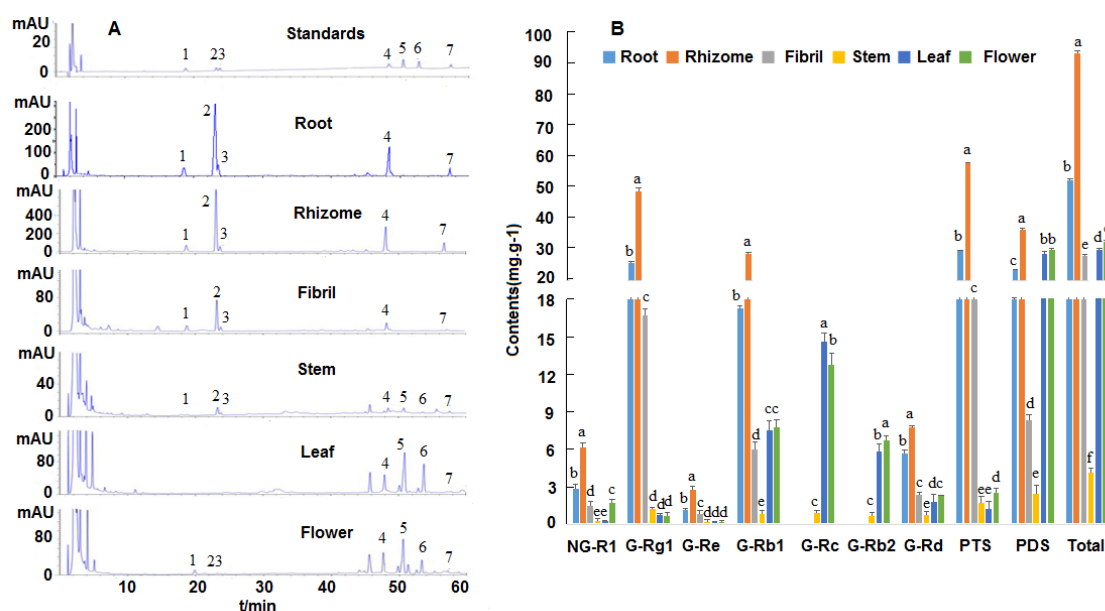 A
mAU
20
0
Standards
1
23
4
5
6
7
mAU
200
100
0
Root
1
2
3
4
7
mAU
400
200
0
Rhizome
1
2
3
4
7
mAU
80
0
Fibril
1
2
3
4
7
mAU
40
0
Stem
1
2
3
4
5
6
7
mAU
80
0
Leaf
4
5
6
7
mAU
80
0
Flower
1
23
4
5
6
7
10 20 30 40 50 60
t/min
B
Root Rhizome Fibril Stem Leaf Flower
Contents(mg.g-1)
100
90
80
70
60
50
40
30
20
18
15
12
9
6
3
0
b a d ee c
b a c d dd
b a c ddd
b a d e cc
c a b
c b a
b a c d c c
b a c ee d
c a d e bb
b a e f d
NG-R1 G-Rg1 G-Re G-Rb1 G-Rc G-Rb2 G-Rd PTS PDS Total